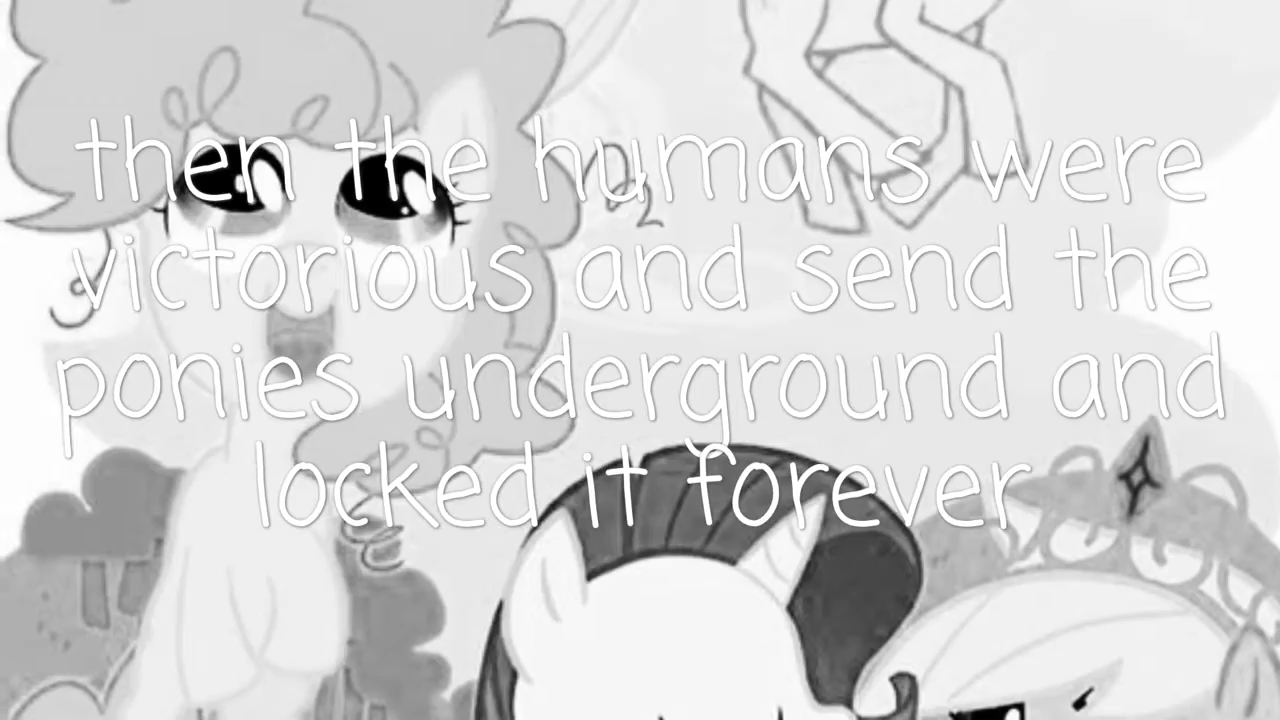 then the humans were
victorious and send the
ponies underground and
locked it forever